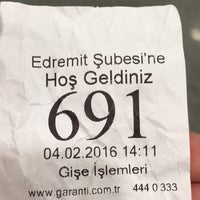 Edremit Şubesi'ne
Hoş Geldiniz
691
04.02.2016 14:11
Gişe İşlemleri
www.garanti.com.tr 444 0 333